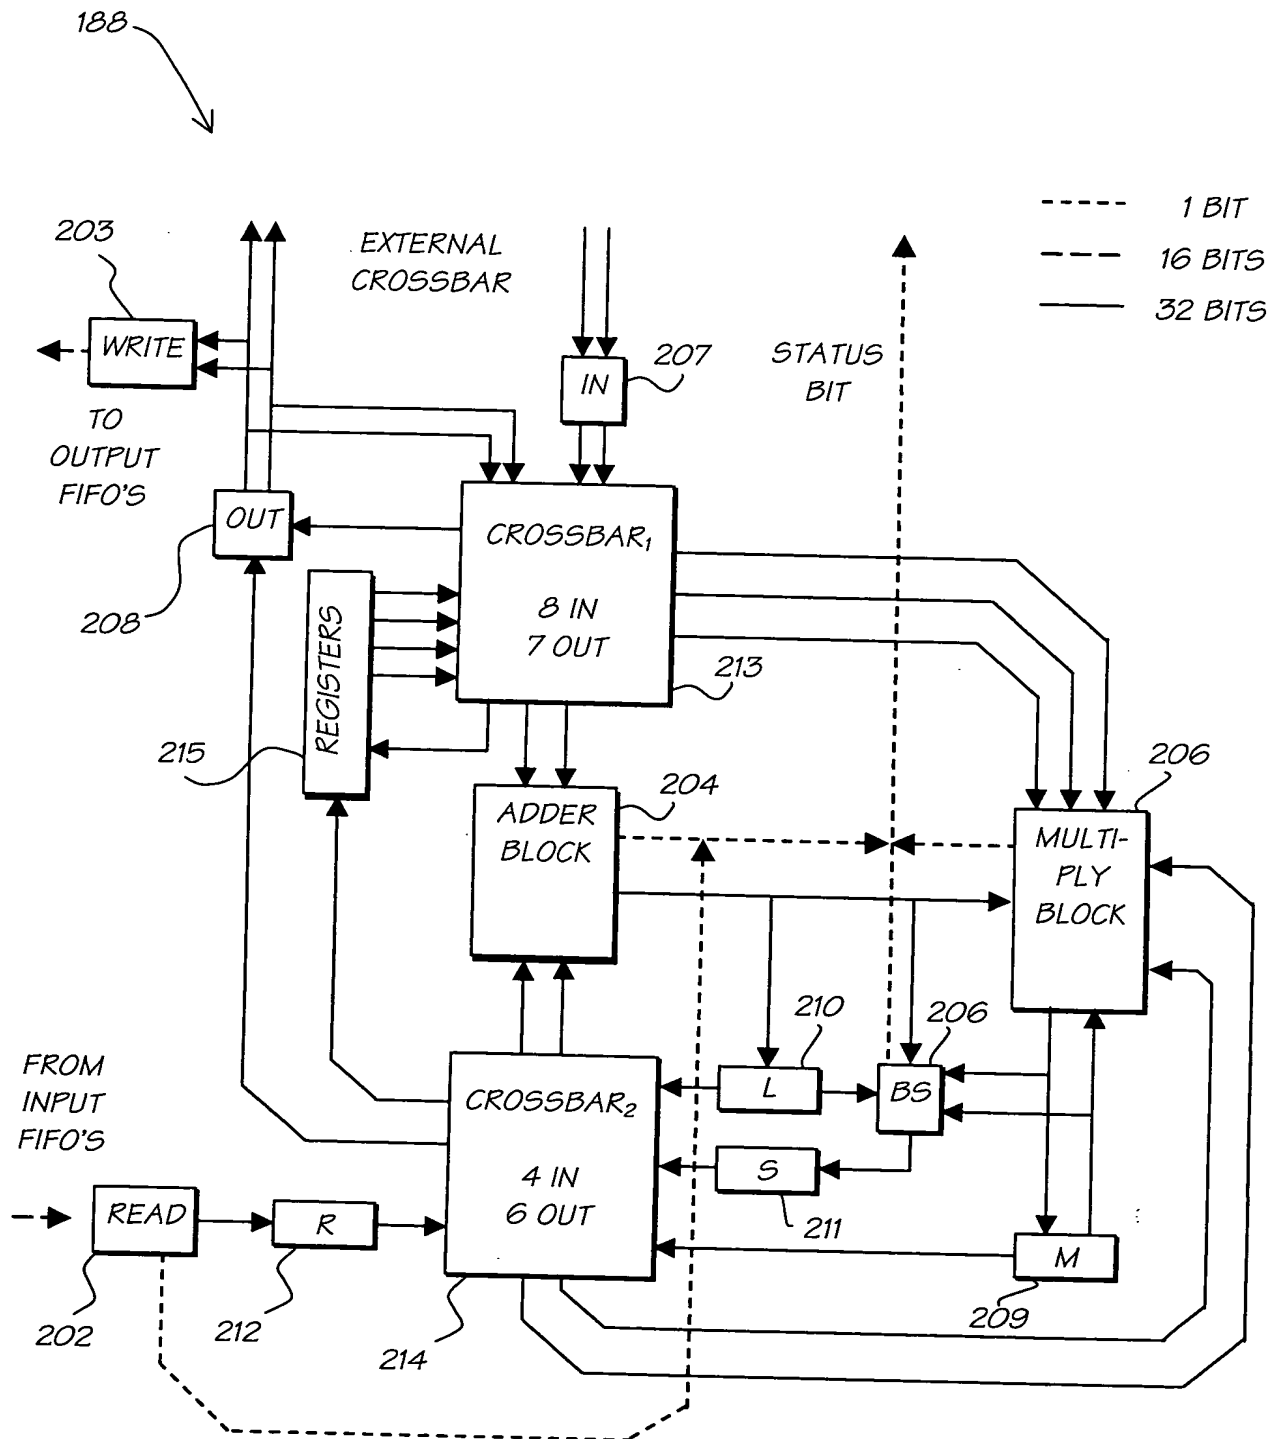 188
203
EXTERNAL
CROSSBAR
1 BIT
16 BITS
32 BITS
WRITE
IN
207
STATUS
BIT
TO
OUTPUT
FIFO'S
OUT
208
CROSSBAR₁
8 IN
7 OUT
213
REGISTERS
215
206
ADDER
BLOCK
204
MULTI-
PLY
BLOCK
210
206
FROM
INPUT
FIFO'S
CROSSBAR₂
4 IN
6 OUT
L
BS
S
211
READ
R
M
202
212
214
209